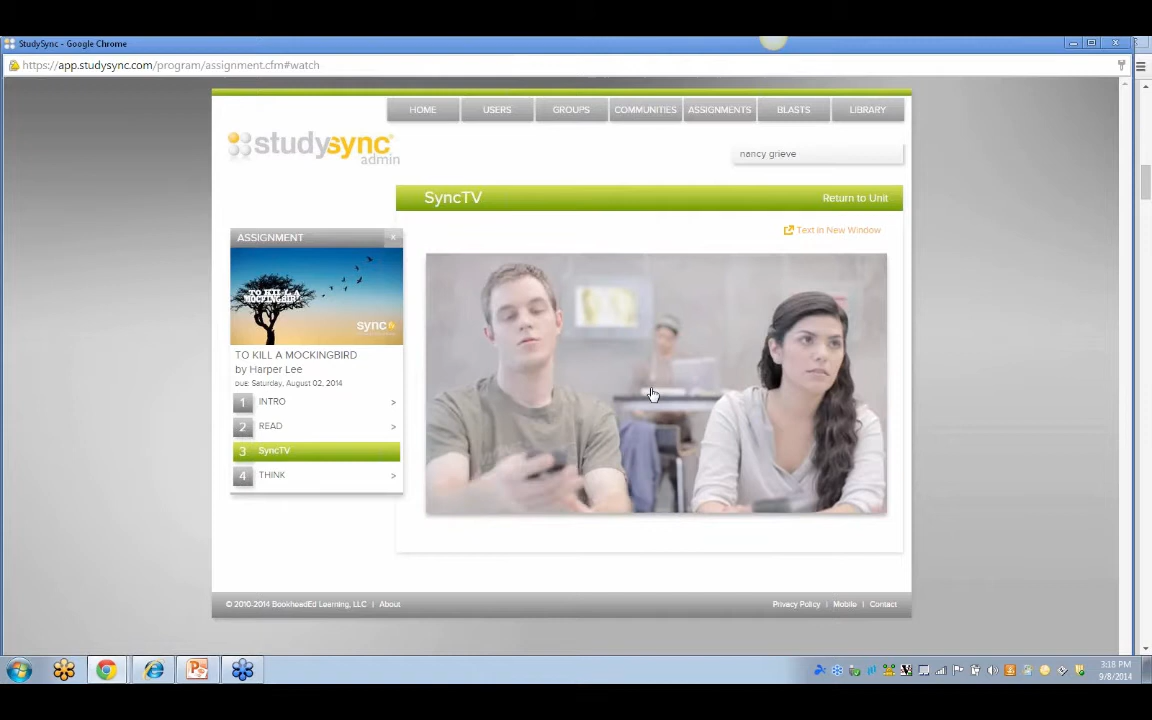 StudySync - Google Chrome
https://app.studysync.com/program/assignment.cfm#watch
HOME
USERS
GROUPS
COMMUNITIES
ASSIGNMENTS
BLASTS
LIBRARY
studysync
admin
nancy grieve
SyncTV
Return to Unit
Text in New Window
ASSIGNMENT
x
TO KILL A
MOCKINGBIRD
sync
TO KILL A MOCKINGBIRD
by Harper Lee
due: Saturday, August 02, 2014
1 INTRO >
2 READ >
3 SyncTV
4 THINK >
© 2010-2014 BookheadEd Learning, LLC | About
Privacy Policy | Mobile | Contact
3:18 PM
9/8/2014